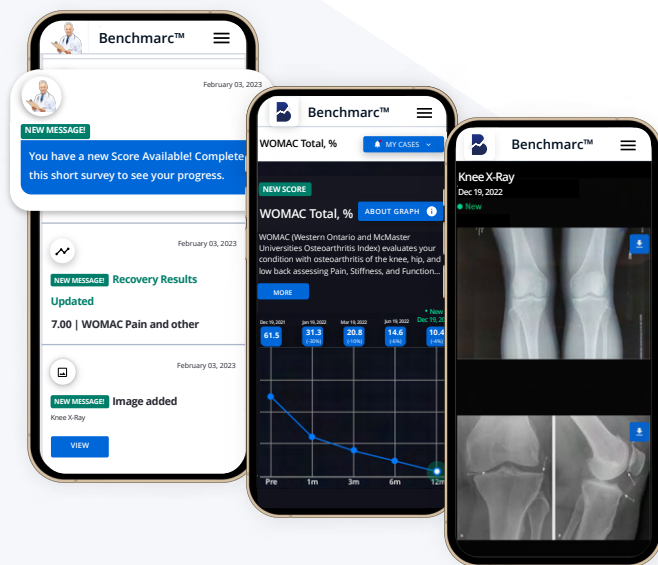 Benchmarc™
February 03, 2023
NEW MESSAGE!
You have a new Score Available! Complete
this short survey to see your progress.
February 03, 2023
NEW MESSAGE! Recovery Results
Updated
7.00 | WOMAC Pain and other
February 03, 2023
NEW MESSAGE! Image added
Knee X-Ray
VIEW
Benchmarc™
WOMAC Total, %
MY CASES
NEW SCORE
WOMAC Total, %
ABOUT GRAPH
WOMAC (Western Ontario and McMaster
Universities Osteoarthritis Index) evaluates your
condition with osteoarthritis of the knee, hip, and
low back assessing Pain, Stiffness, and Function...
MORE
* New
Dec 19, 2021 Jan 19, 2022 Mar 19, 2022 Jun 19, 2022 Dec 19, 20
61.5 31.3 20.8 14.6 10.4
(-30%) (-10%) (-6%) (-4%)
Pre 1m 3m 6m 12m
Benchmarc™
Knee X-Ray
Dec 19, 2022
New